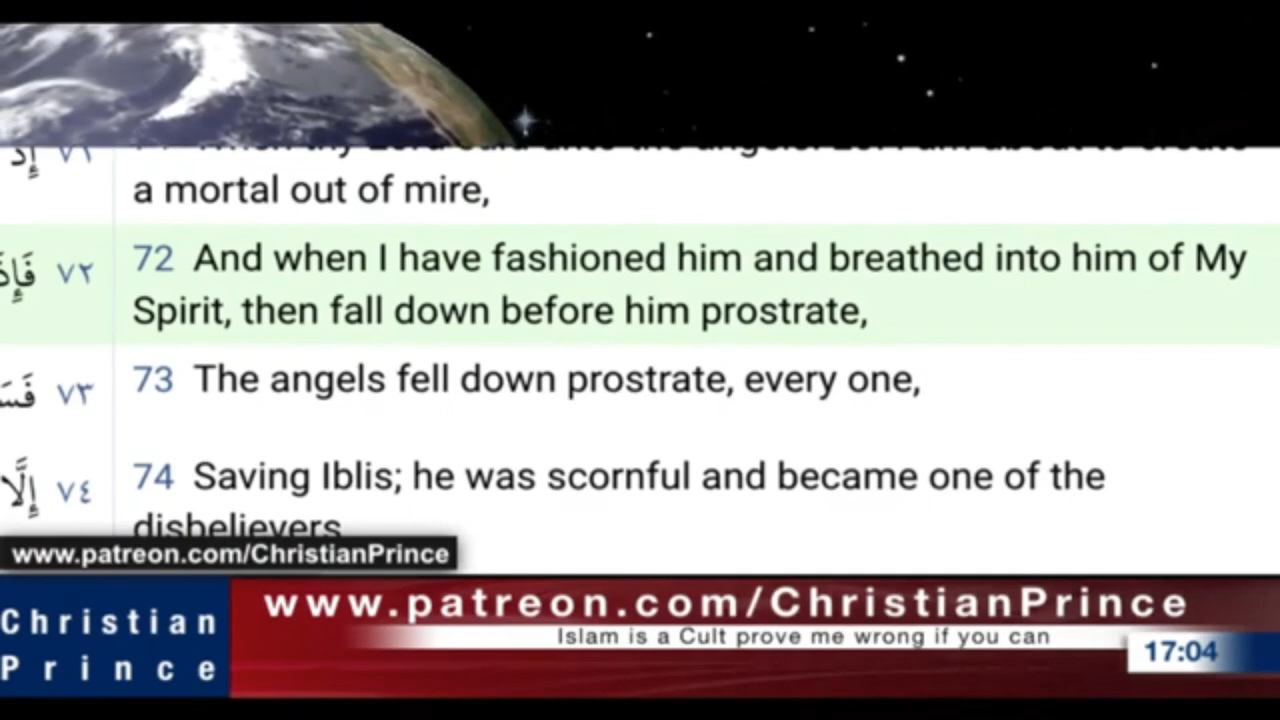 a mortal out of mire,
٧٢ 72 And when I have fashioned him and breathed into him of My
Spirit, then fall down before him prostrate,
٧٣ 73 The angels fell down prostrate, every one,
إِلَّا ٧٤ 74 Saving Iblis; he was scornful and became one of the
disbelievers
www.patreon.com/ChristianPrince
Christian
Prince
www.patreon.com/ChristianPrince
Islam is a Cult prove me wrong if you can
17:04